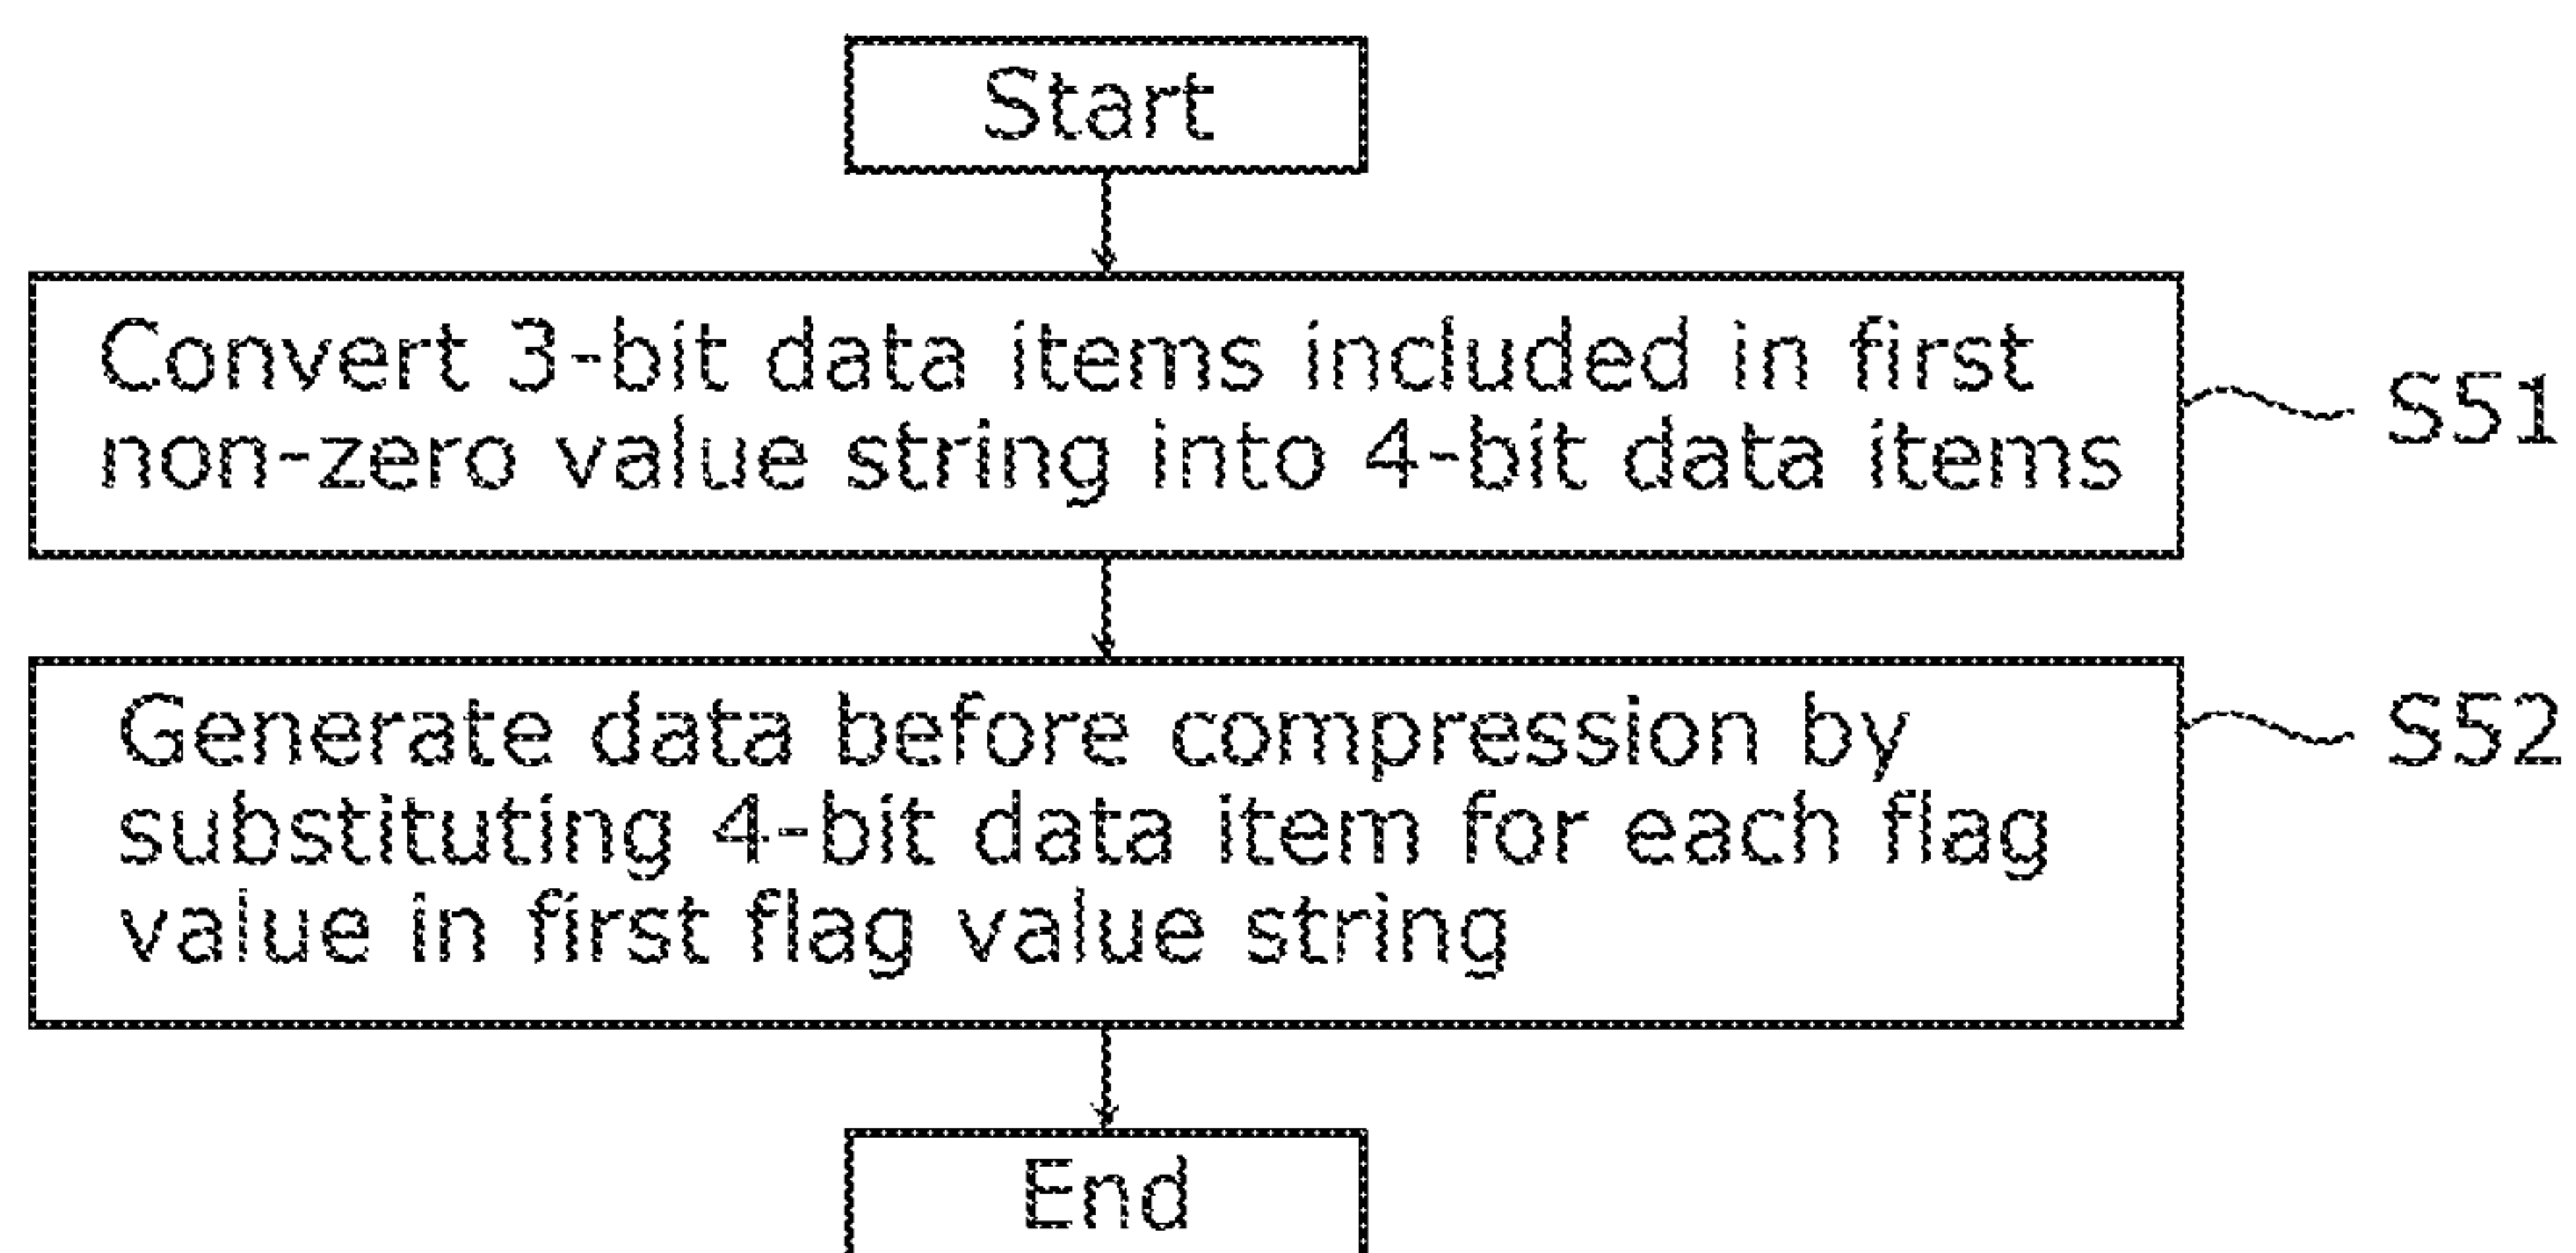 Start
Convert 3-bit data items included in first
non-zero value string into 4-bit data items
S51
Generate data before compression by
substituting 4-bit data item for each flag
value in first flag value string
S52
End